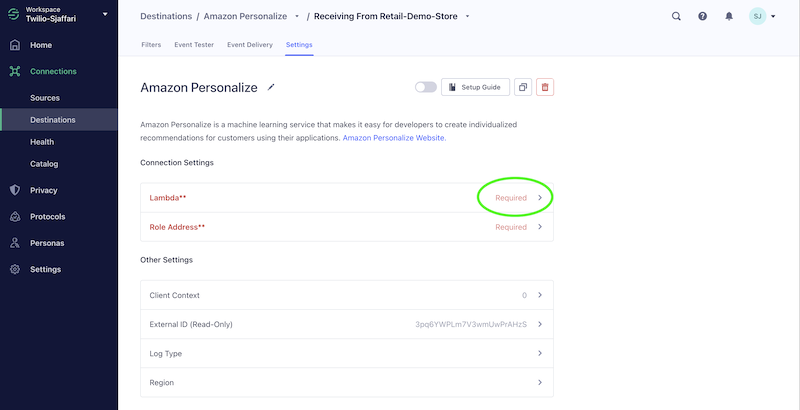 Workspace
Twilio-Sjaffari
Home
Connections
Sources
Destinations
Health
Catalog
Privacy
Protocols
Personas
Settings
Destinations / Amazon Personalize / Receiving From Retail-Demo-Store
SJ
Filters Event Tester Event Delivery Settings
Amazon Personalize
Setup Guide
Amazon Personalize is a machine learning service that makes it easy for developers to create individualized
recommendations for customers using their applications. Amazon Personalize Website.
Connection Settings
Lambda** Required
Role Address** Required
Other Settings
Client Context 0
External ID (Read-Only) 3pq6YWPLm7V3wmUwPrAHzS
Log Type
Region